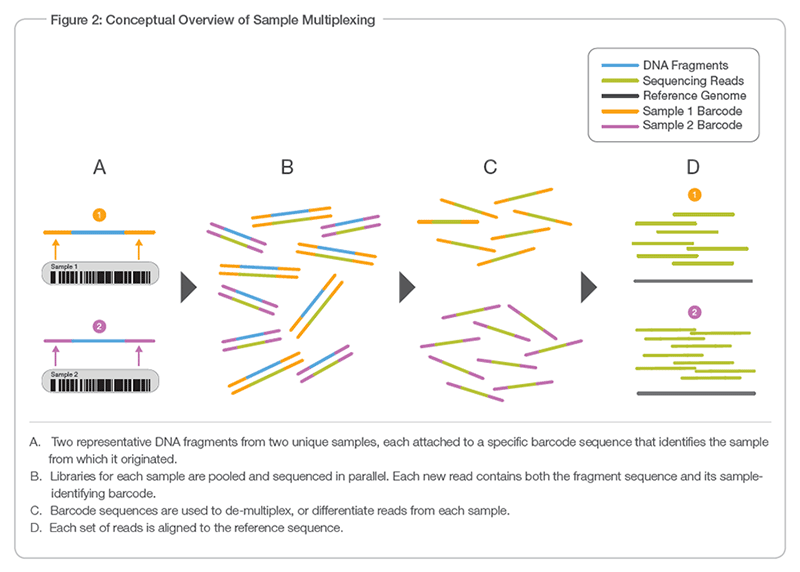 Figure 2: Conceptual Overview of Sample Multiplexing
DNA Fragments
Sequencing Reads
Reference Genome
Sample 1 Barcode
Sample 2 Barcode
A
B
C
D
1
Sample 1
2
Sample 2
1
2
A. Two representative DNA fragments from two unique samples, each attached to a specific barcode sequence that identifies the sample
from which it originated.
B. Libraries for each sample are pooled and sequenced in parallel. Each new read contains both the fragment sequence and its sample-
identifying barcode.
C. Barcode sequences are used to de-multiplex, or differentiate reads from each sample.
D. Each set of reads is aligned to the reference sequence.